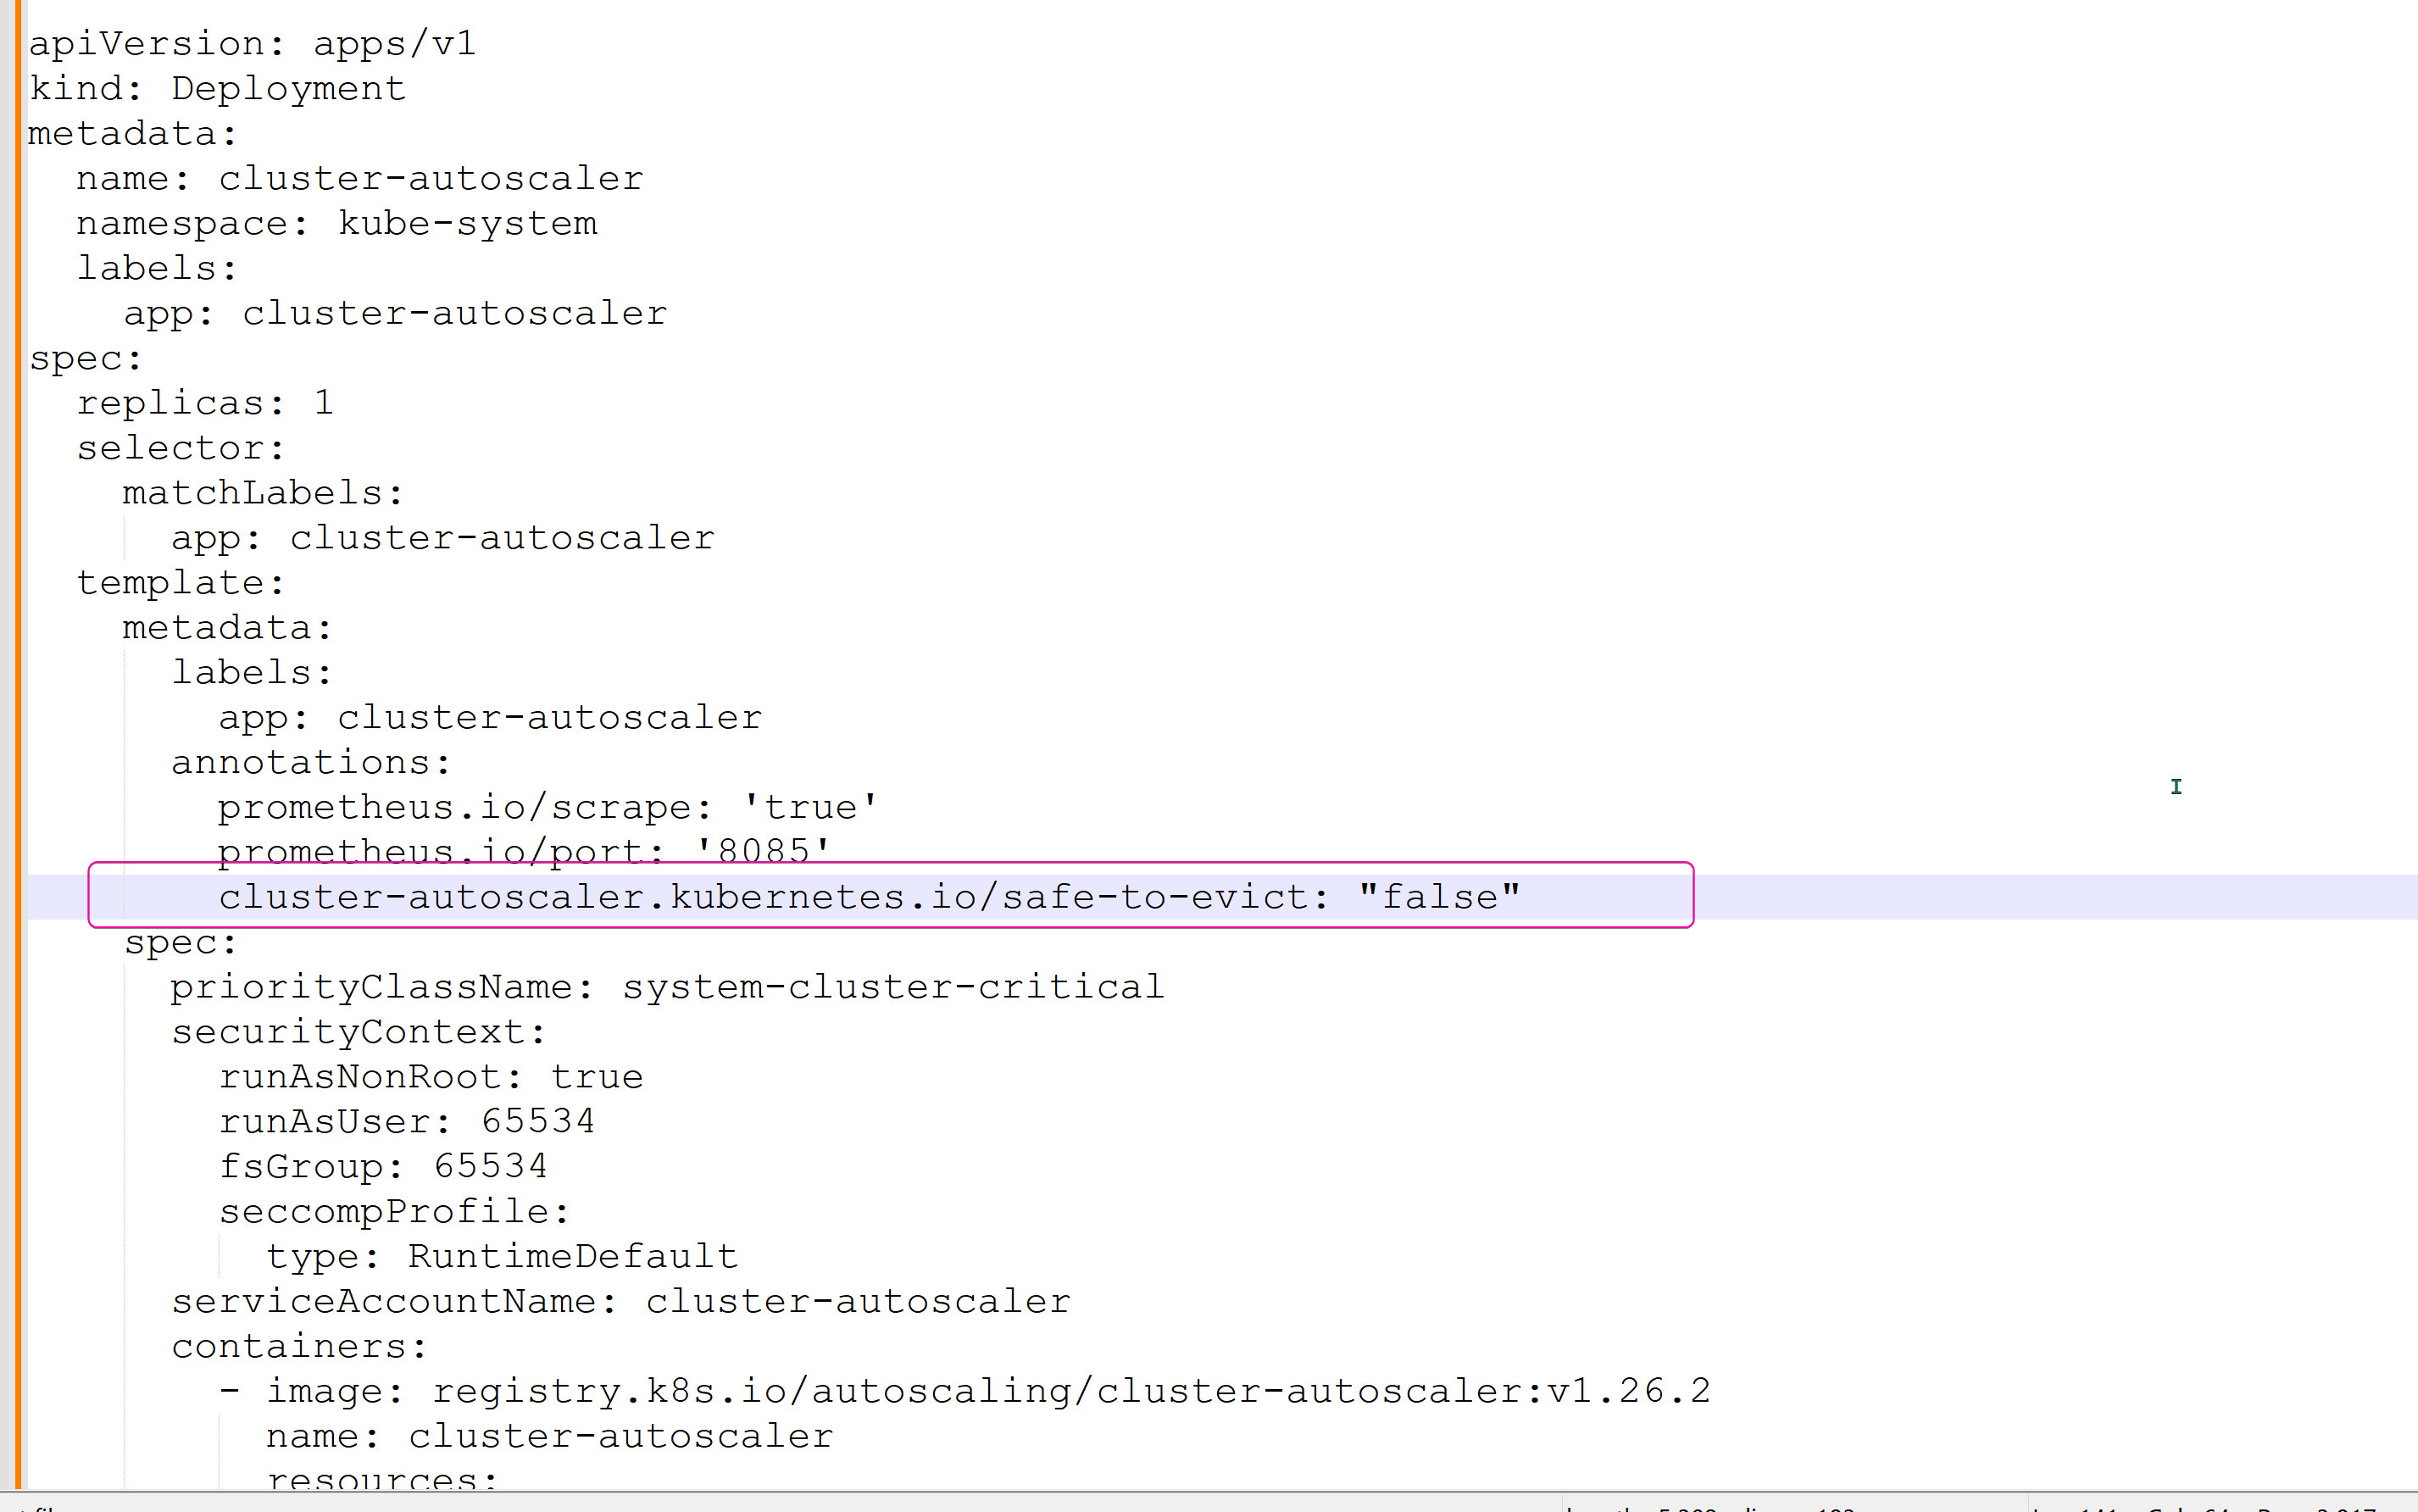 apiVersion: apps/v1
kind: Deployment
metadata:
  name: cluster-autoscaler
  namespace: kube-system
  labels:
    app: cluster-autoscaler
spec:
  replicas: 1
  selector:
    matchLabels:
      app: cluster-autoscaler
  template:
    metadata:
      labels:
        app: cluster-autoscaler
      annotations:
        prometheus.io/scrape: 'true'
        prometheus.io/port: '8085'
        cluster-autoscaler.kubernetes.io/safe-to-evict: "false"
    spec:
      priorityClassName: system-cluster-critical
      securityContext:
        runAsNonRoot: true
        runAsUser: 65534
        fsGroup: 65534
        seccompProfile:
          type: RuntimeDefault
      serviceAccountName: cluster-autoscaler
      containers:
        - image: registry.k8s.io/autoscaling/cluster-autoscaler:v1.26.2
          name: cluster-autoscaler
          resources: